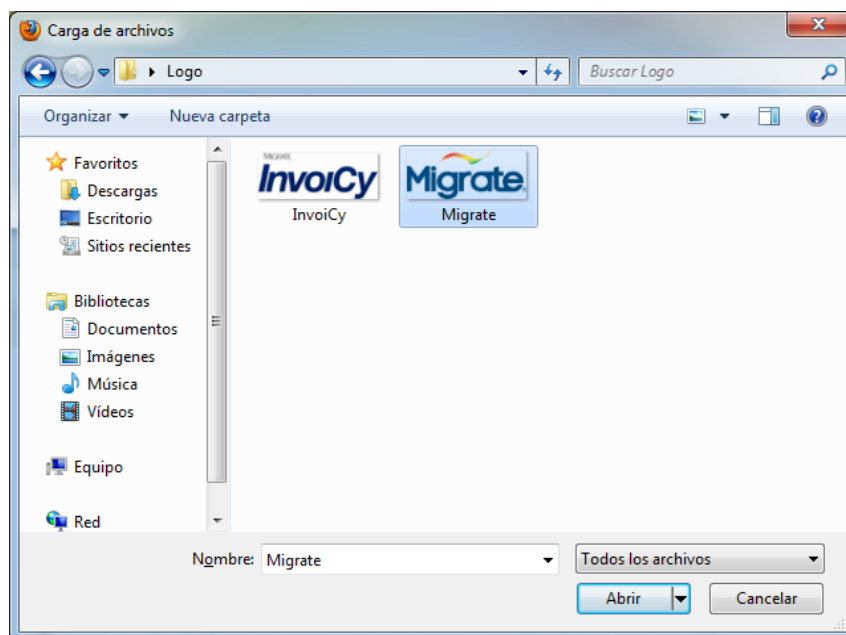 Carga de archivos
Logo
Buscar Logo
Organizar
Nueva carpeta
Favoritos
Descargas
Escritorio
Sitios recientes
Bibliotecas
Documentos
Imágenes
Música
Vídeos
Equipo
Red
MIGRATE
InvoiCy
InvoiCy
Migrate
Migrate
Nombre: Migrate
Todos los archivos
Abrir
Cancelar